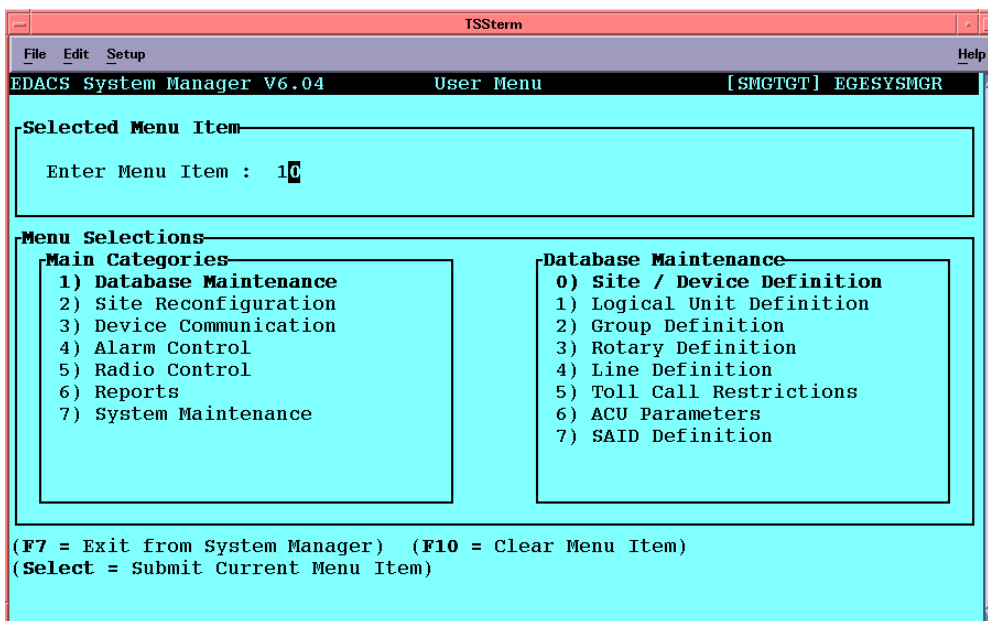 TSSterm
File Edit Setup Help
EDACS System Manager V6.04 User Menu [SMGTGT] EGESYSMGR
Selected Menu Item
Enter Menu Item : 10
Menu Selections
Main Categories
1) Database Maintenance
2) Site Reconfiguration
3) Device Communication
4) Alarm Control
5) Radio Control
6) Reports
7) System Maintenance
Database Maintenance
0) Site / Device Definition
1) Logical Unit Definition
2) Group Definition
3) Rotary Definition
4) Line Definition
5) Toll Call Restrictions
6) ACU Parameters
7) SAID Definition
(F7 = Exit from System Manager) (F10 = Clear Menu Item)
(Select = Submit Current Menu Item)